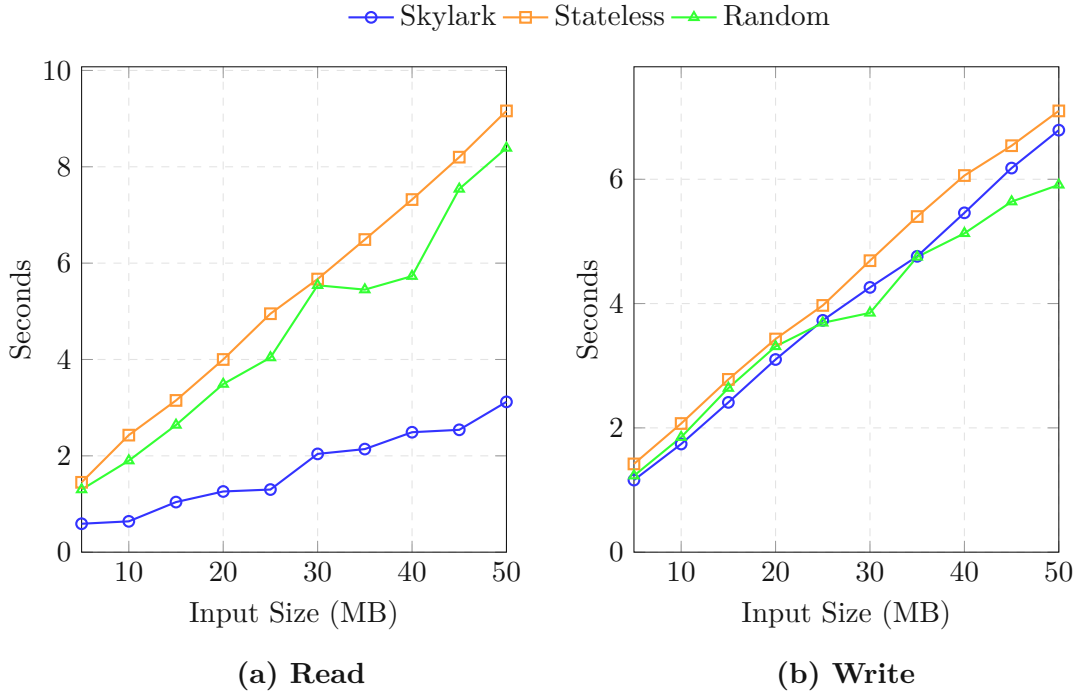 Skylark Stateless Random
10
8
6
4
2
0
10 20 30 40 50
Seconds
Input Size (MB)
(a) Read
6
4
2
0
10 20 30 40 50
Seconds
Input Size (MB)
(b) Write